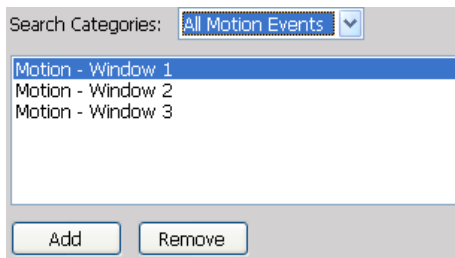 Search Categories: All Motion Events
Motion - Window 1
Motion - Window 2
Motion - Window 3
Add Remove